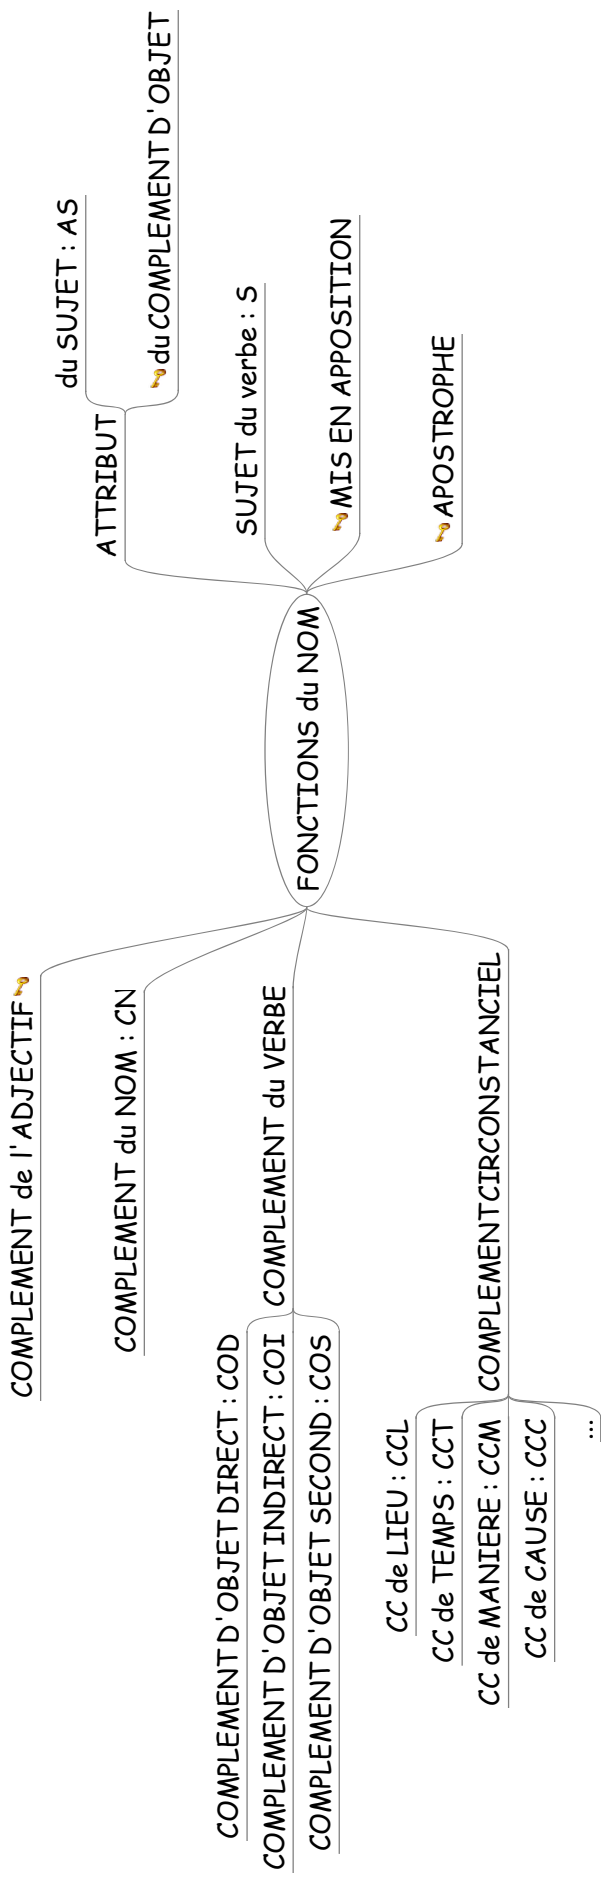 FONCTIONS du NOM
ATTRIBUT
du SUJET : AS
du COMPLEMENT D'OBJET
SUJET du verbe : S
MIS EN APPOSITION
APOSTROPHE
COMPLEMENT de l'ADJECTIF
COMPLEMENT du NOM : CN
COMPLEMENT du VERBE
COMPLEMENT D'OBJET DIRECT : COD
COMPLEMENT D'OBJET INDIRECT : COI
COMPLEMENT D'OBJET SECOND : COS
COMPLEMENTCIRCONSTANCIEL
CC de LIEU : CCL
CC de TEMPS : CCT
CC de MANIERE : CCM
CC de CAUSE : CCC
...